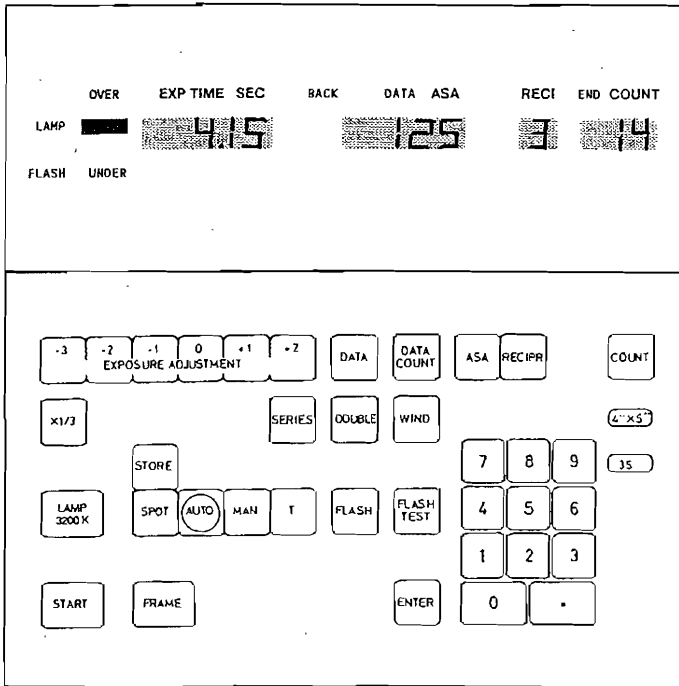 OVER EXP TIME SEC BACK DATA ASA RECI END COUNT
LAMP 4.15 125 3 14
FLASH UNDER
-3 -2 -1 0 +1 +2 DATA DATA COUNT ASA RECIPR COUNT
EXPOSURE ADJUSTMENT
X1/3 SERIES DOUBLE WIND 4"X5"
STORE 7 8 9 35
LAMP 3200K SPOT AUTO MAN T FLASH FLASH TEST 4 5 6
1 2 3
START FRAME ENTER 0 .